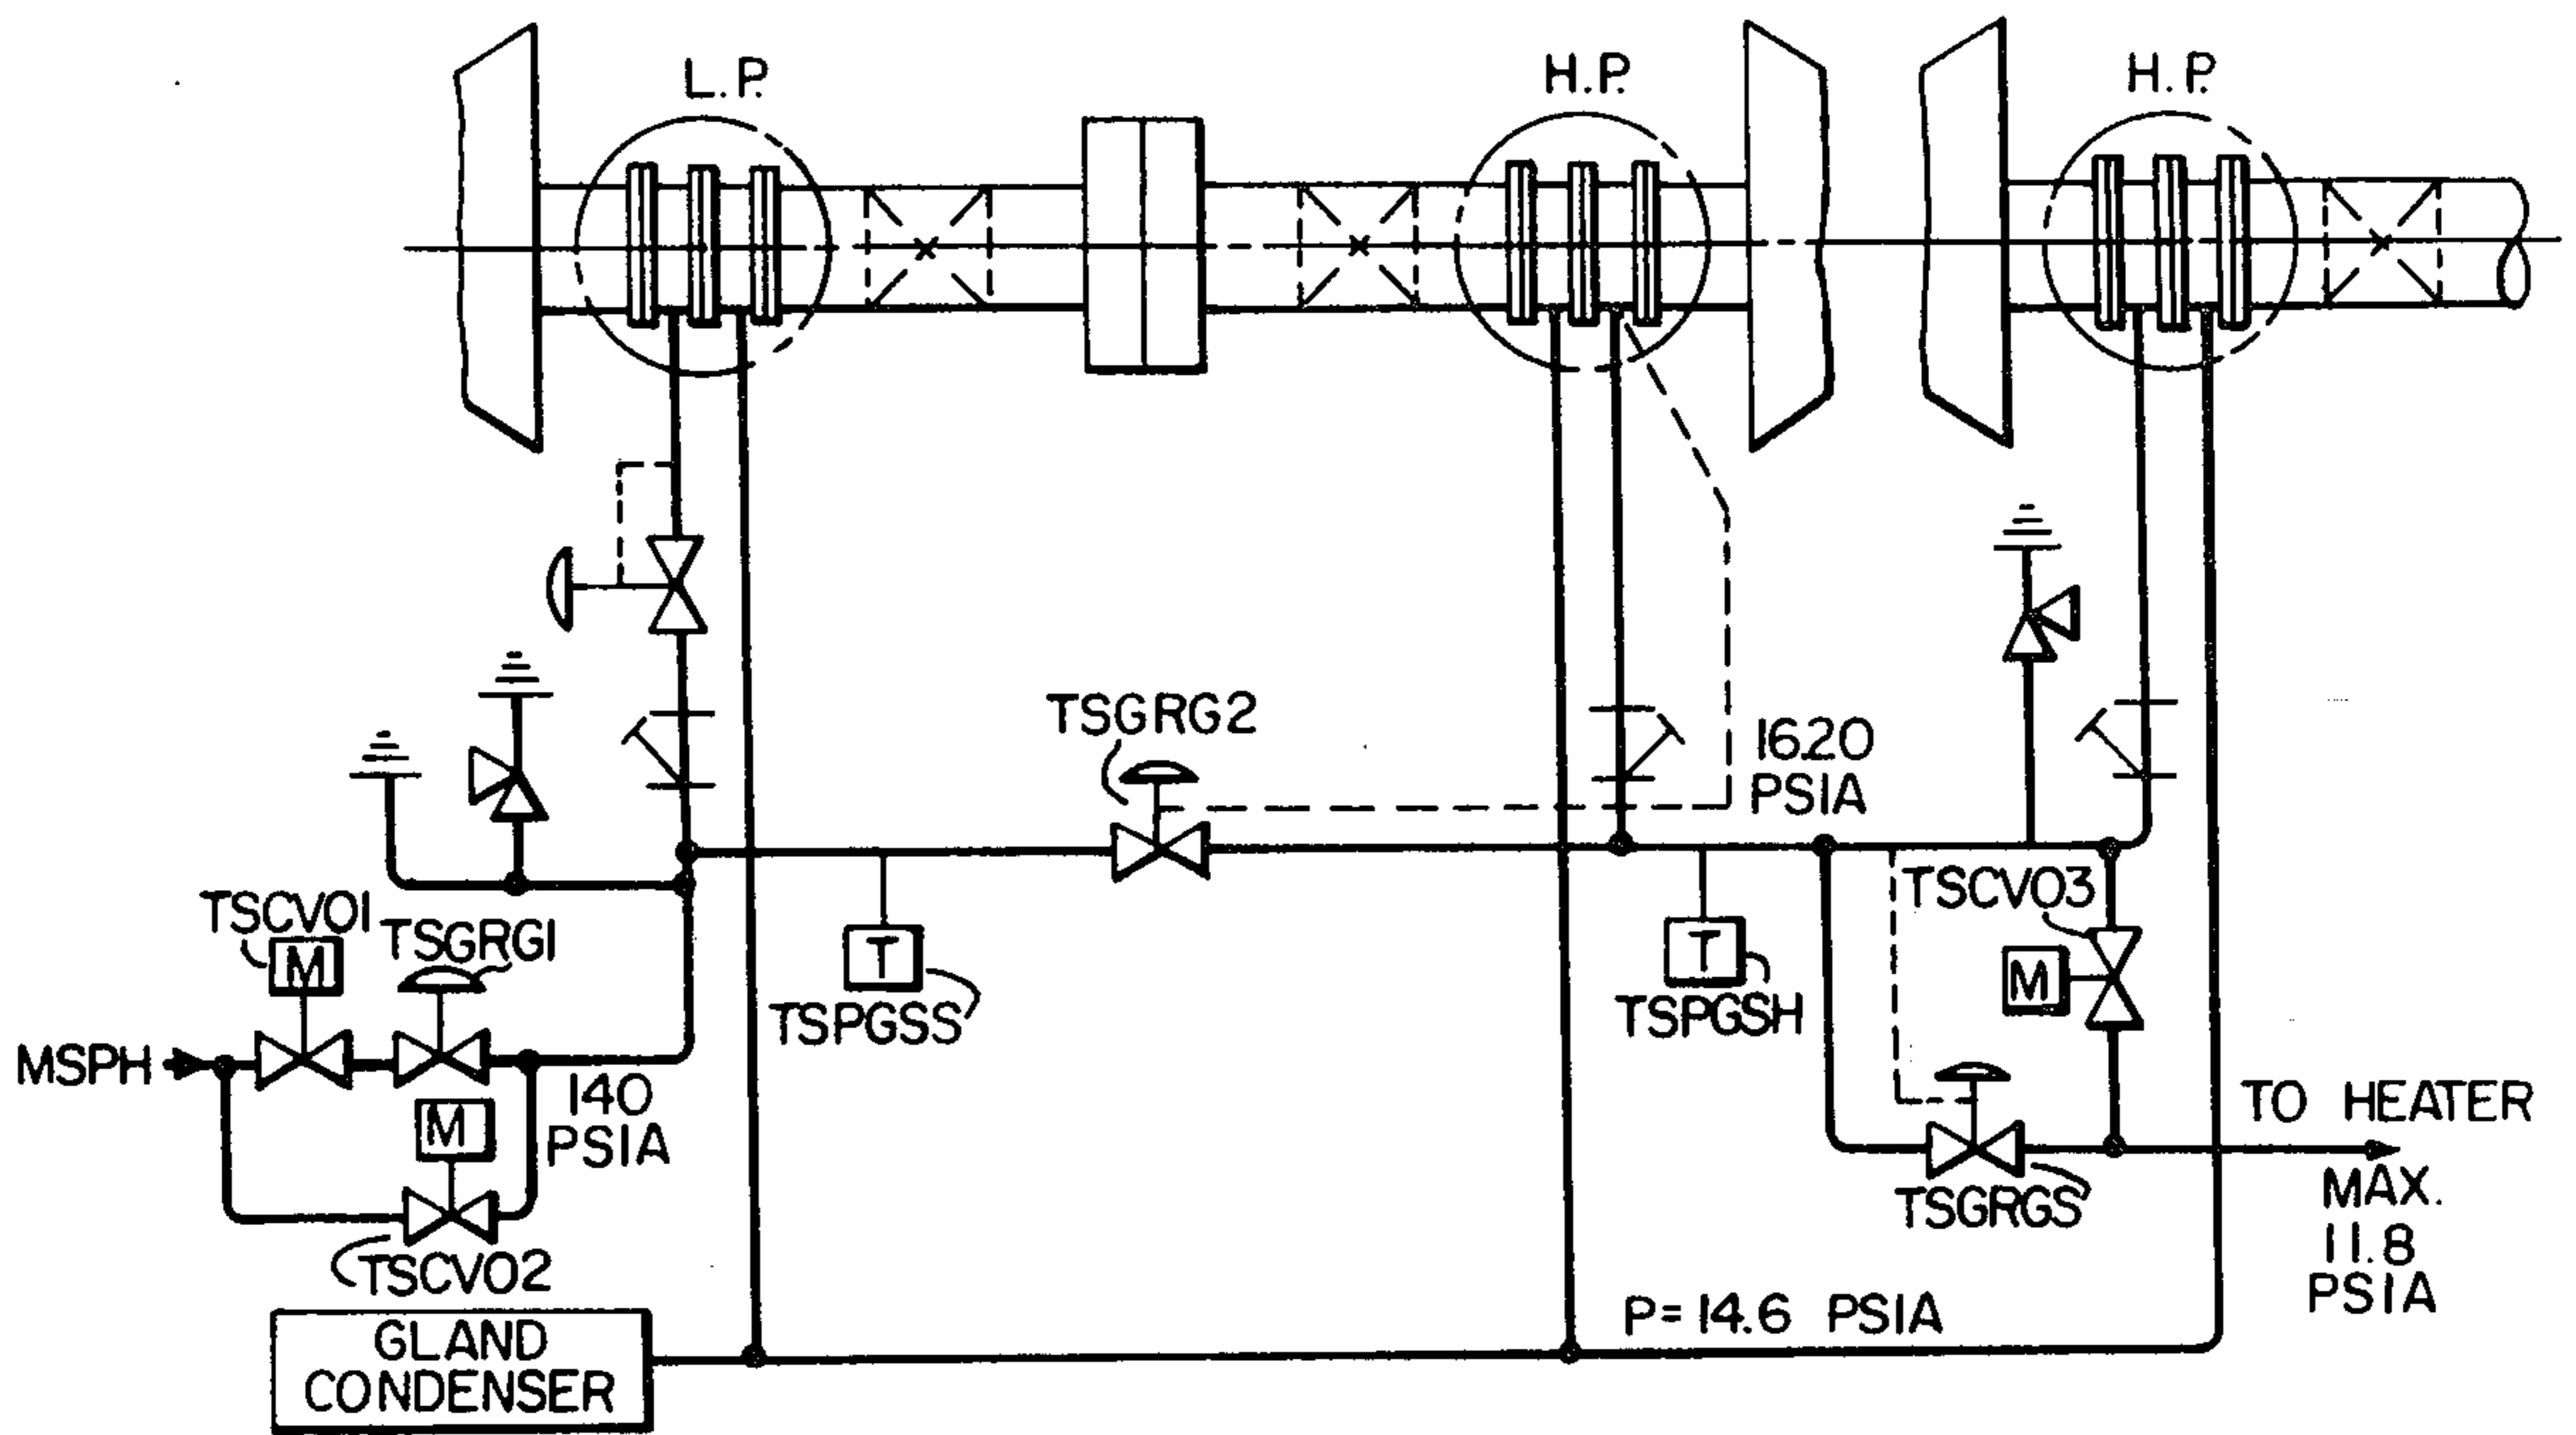 L.P.
H.P.
H.P.
TSGRG2
16.20
PSIA
TSCV01
TSGRG1
M
T
TSPGSS
T
TSPGSH
TSCV03
M
MSPH
140
PSIA
M
TSCV02
TO HEATER
MAX.
11.8
PSIA
TSGRGS
GLAND
CONDENSER
P= 14.6 PSIA